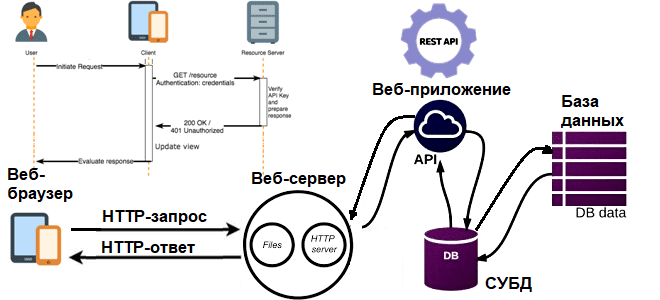 User
Client
Resource Server
Initiate Request
GET /resource
Authentication: credentials
Verify
API Key
and
prepare
response
200 OK /
401 Unauthorized
Update view
Evaluate response
REST API
Веб-приложение
API
База
данных
DB data
Веб-
браузер
HTTP-запрос
HTTP-ответ
Веб-сервер
Files
HTTP
server
DB
СУБД